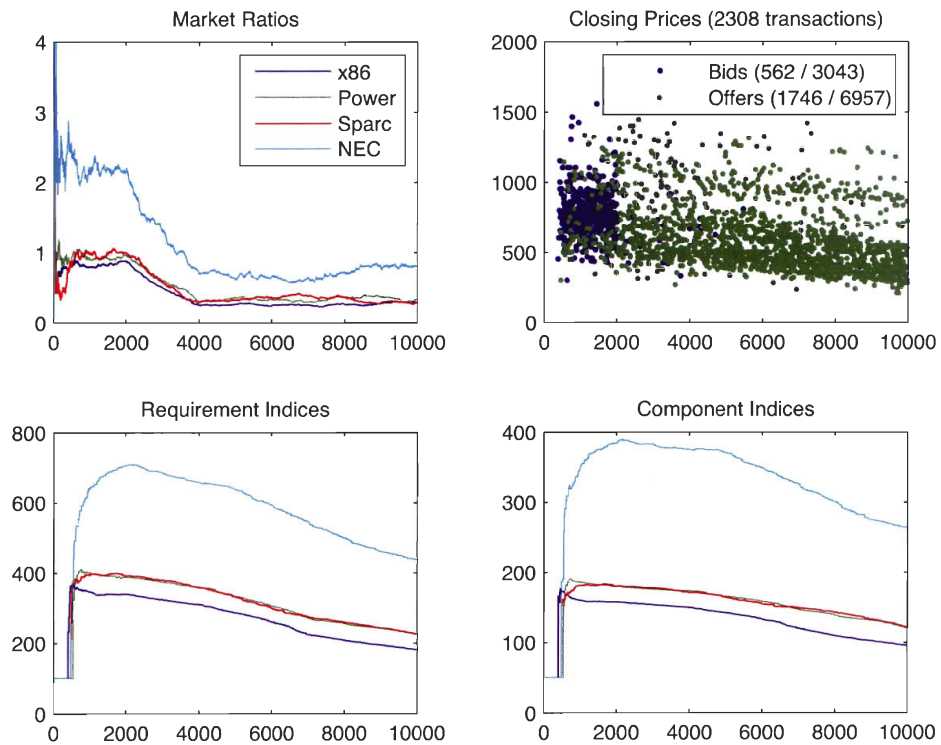 Market Ratios
4
3
2
1
0
0 2000 4000 6000 8000 10000
x86
Power
Sparc
NEC
Closing Prices (2308 transactions)
2000
1500
1000
500
0
0 2000 4000 6000 8000 10000
Bids (562 / 3043)
Offers (1746 / 6957)
Requirement Indices
800
600
400
200
0
0 2000 4000 6000 8000 10000
Component Indices
400
300
200
100
0
0 2000 4000 6000 8000 10000